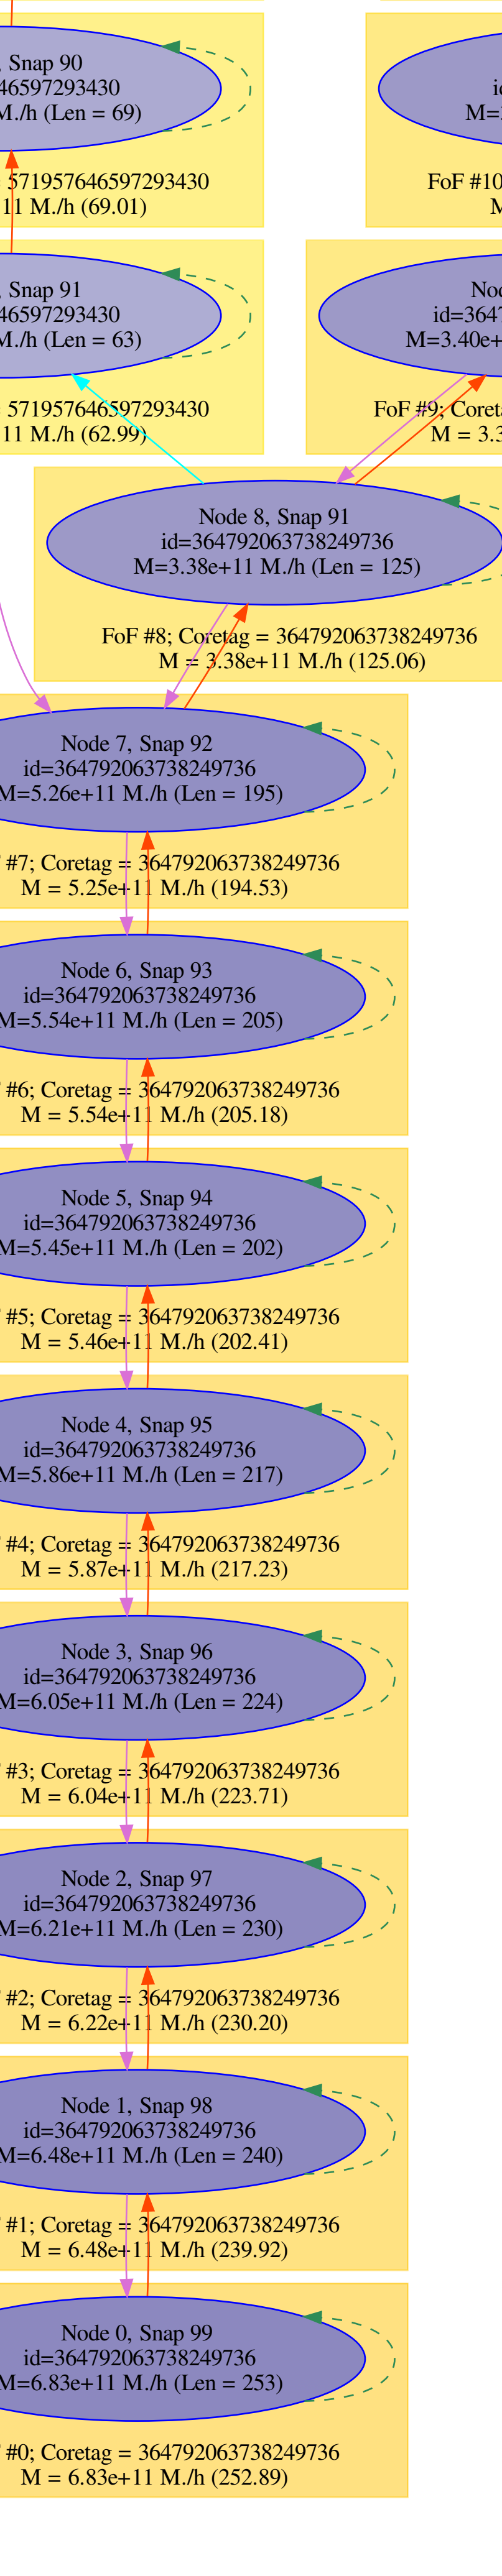 , Snap 90
46597293430
M./h (Len = 69)
571957646597293430
11 M./h (69.01)
id
M=
FoF #10
M
, Snap 91
46597293430
M./h (Len = 63)
571957646597293430
11 M./h (62.99)
Nod
id=3647
M=3.40e+
FoF #9; Coreta
M = 3.3
Node 8, Snap 91
id=364792063738249736
M=3.38e+11 M./h (Len = 125)
FoF #8; Coretag = 364792063738249736
M = 3.38e+11 M./h (125.06)
Node 7, Snap 92
id=364792063738249736
M=5.26e+11 M./h (Len = 195)
#7; Coretag = 364792063738249736
M = 5.25e+11 M./h (194.53)
Node 6, Snap 93
id=364792063738249736
M=5.54e+11 M./h (Len = 205)
#6; Coretag = 364792063738249736
M = 5.54e+11 M./h (205.18)
Node 5, Snap 94
id=364792063738249736
M=5.45e+11 M./h (Len = 202)
#5; Coretag = 364792063738249736
M = 5.46e+11 M./h (202.41)
Node 4, Snap 95
id=364792063738249736
M=5.86e+11 M./h (Len = 217)
#4; Coretag = 364792063738249736
M = 5.87e+11 M./h (217.23)
Node 3, Snap 96
id=364792063738249736
M=6.05e+11 M./h (Len = 224)
#3; Coretag = 364792063738249736
M = 6.04e+11 M./h (223.71)
Node 2, Snap 97
id=364792063738249736
M=6.21e+11 M./h (Len = 230)
#2; Coretag = 364792063738249736
M = 6.22e+11 M./h (230.20)
Node 1, Snap 98
id=364792063738249736
M=6.48e+11 M./h (Len = 240)
#1; Coretag = 364792063738249736
M = 6.48e+11 M./h (239.92)
Node 0, Snap 99
id=364792063738249736
M=6.83e+11 M./h (Len = 253)
#0; Coretag = 364792063738249736
M = 6.83e+11 M./h (252.89)